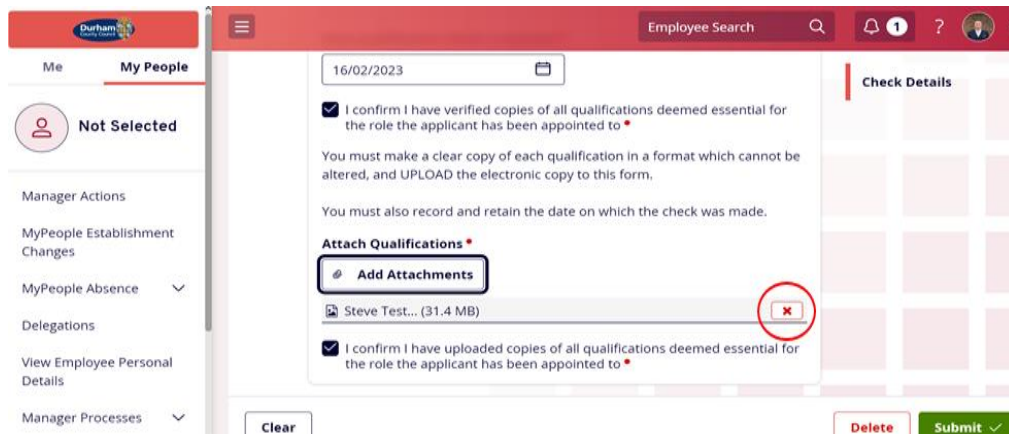 Durham
County Council
Me
My People
Not Selected
Manager Actions
MyPeople Establishment
Changes
MyPeople Absence
Delegations
View Employee Personal
Details
Manager Processes
Employee Search
1
?
16/02/2023
I confirm I have verified copies of all qualifications deemed essential for
the role the applicant has been appointed to *
You must make a clear copy of each qualification in a format which cannot be
altered, and UPLOAD the electronic copy to this form.
You must also record and retain the date on which the check was made.
Attach Qualifications *
Add Attachments
Steve Test... (31.4 MB)
I confirm I have uploaded copies of all qualifications deemed essential for
the role the applicant has been appointed to *
Check Details
Clear
Delete
Submit